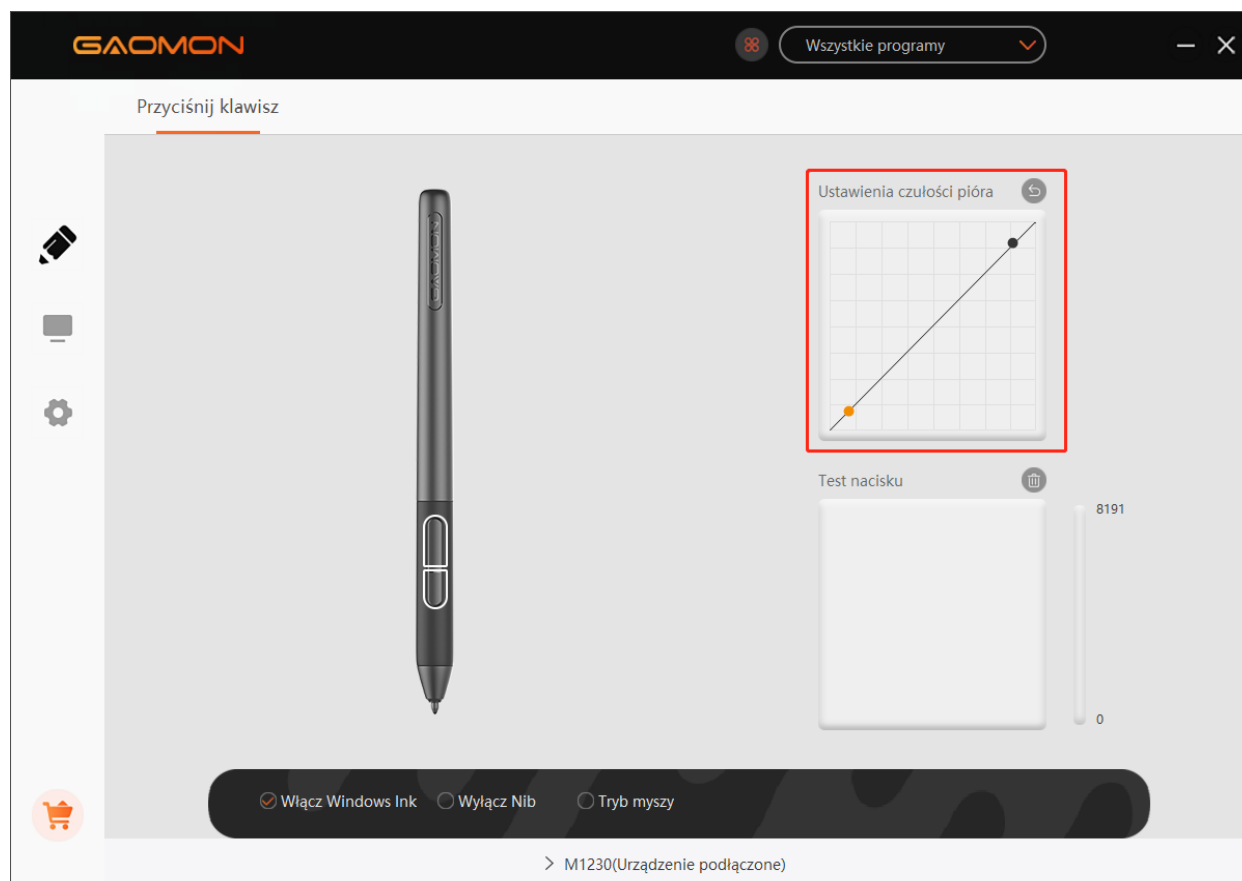 GAOMON
Wszystkie programy
Przyciśnij klawisz
GAOMON
Ustawienia czułości pióra
Test nacisku
8191
0
Włącz Windows Ink
Wyłącz Nib
Tryb myszy
M1230(Urządzenie podłączone)